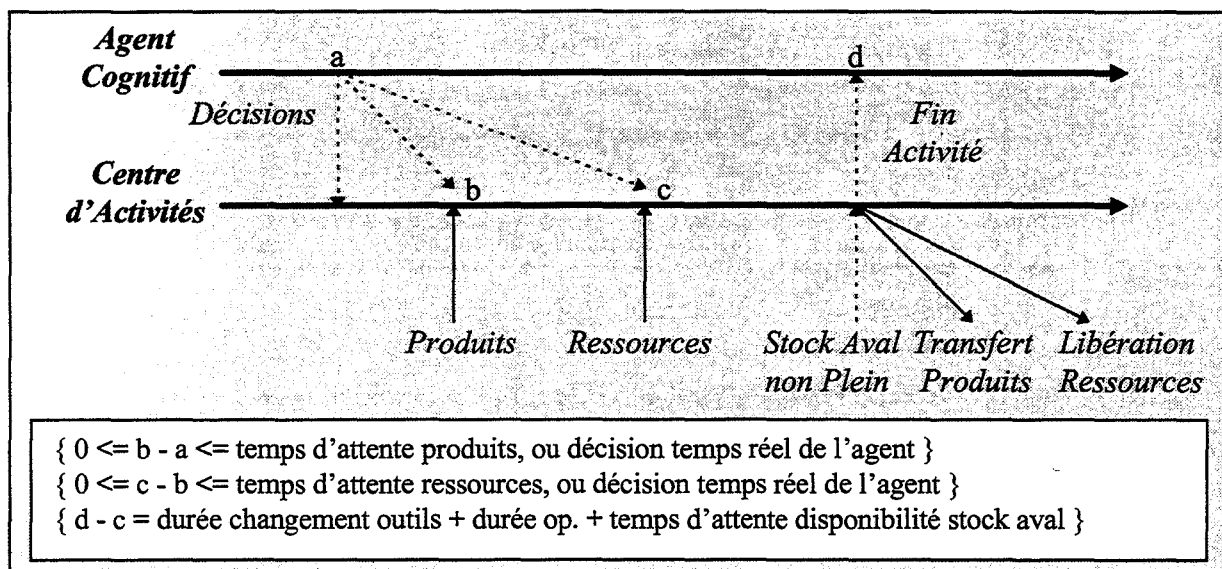 Agent
Cognitif
a
d
Décisions
Fin
Activité
Centre
d'Activités
b
c
Produits
Ressources
Stock Aval
non Plein
Transfert
Produits
Libération
Ressources
{ 0 <= b - a <= temps d'attente produits, ou décision temps réel de l'agent }
{ 0 <= c - b <= temps d'attente ressources, ou décision temps réel de l'agent }
{ d - c = durée changement outils + durée op. + temps d'attente disponibilité stock aval }